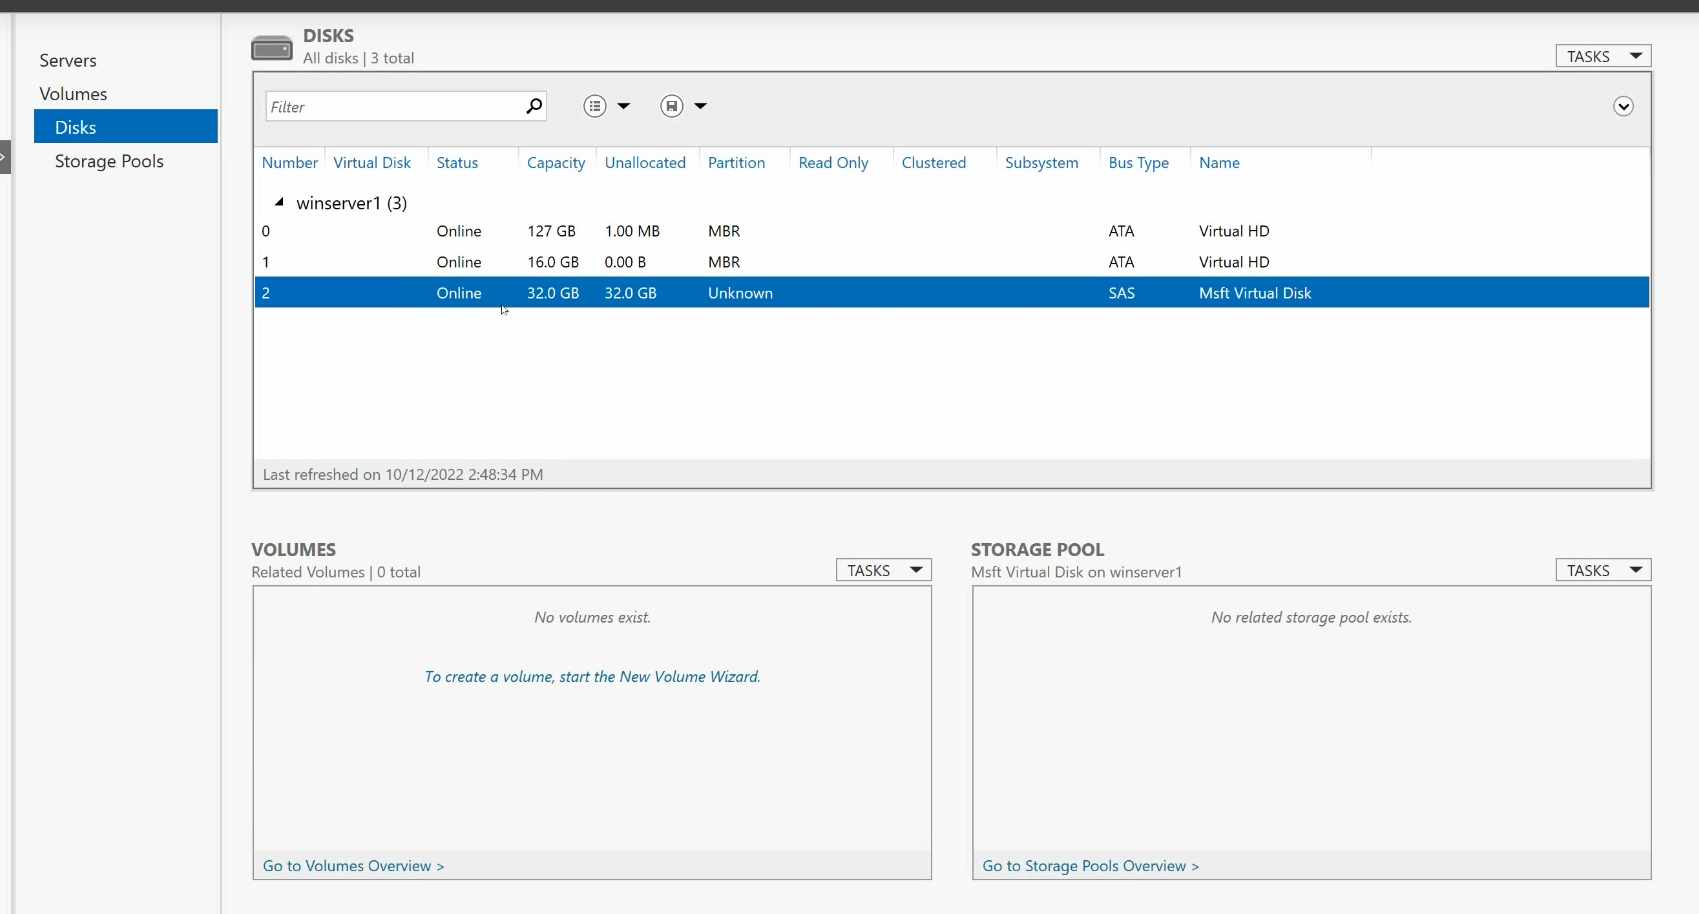 Servers
Volumes
Disks
Storage Pools
DISKS
All disks | 3 total
TASKS
Filter
Number Virtual Disk Status Capacity Unallocated Partition Read Only Clustered Subsystem Bus Type Name
winserver1 (3)
0 Online 127 GB 1.00 MB MBR ATA Virtual HD
1 Online 16.0 GB 0.00 B MBR ATA Virtual HD
2 Online 32.0 GB 32.0 GB Unknown SAS Msft Virtual Disk
Last refreshed on 10/12/2022 2:48:34 PM
VOLUMES
Related Volumes | 0 total
TASKS
No volumes exist.
To create a volume, start the New Volume Wizard.
Go to Volumes Overview >
STORAGE POOL
Msft Virtual Disk on winserver1
TASKS
No related storage pool exists.
Go to Storage Pools Overview >